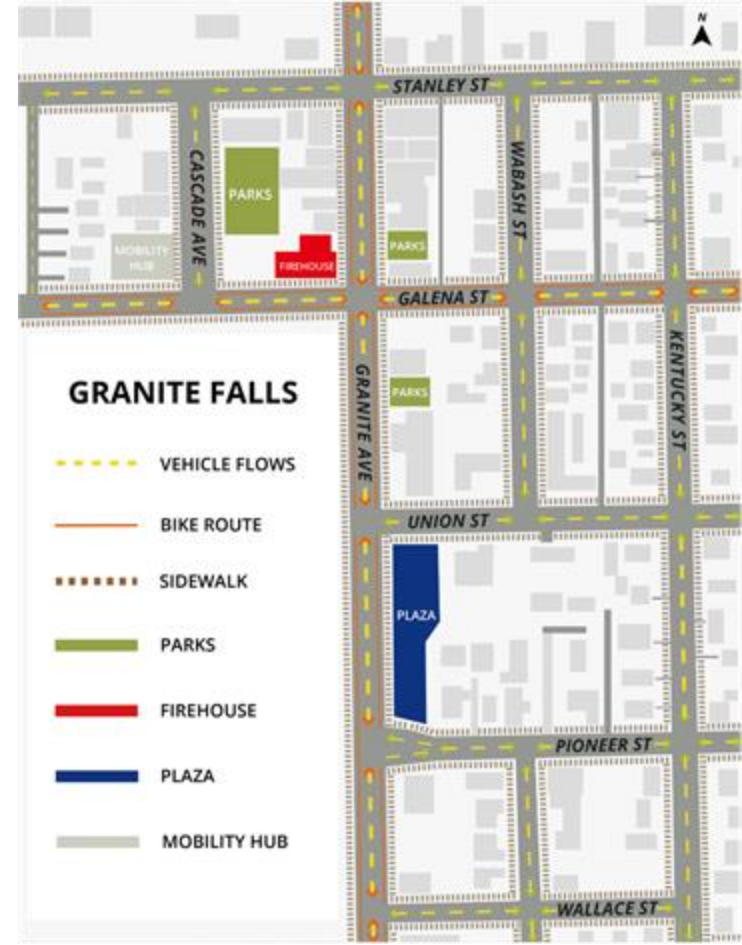 N
STANLEY ST
CASCADE AVE
WABASH ST
PARKS
PARKS
MOBILITY
HUB
FIREHOUSE
GALENA ST
GRANITE AVE
KENTUCKY ST
PARKS
GRANITE FALLS
VEHICLE FLOWS
BIKE ROUTE
SIDEWALK
PARKS
FIREHOUSE
PLAZA
MOBILITY HUB
UNION ST
PLAZA
PIONEER ST
WALLACE ST